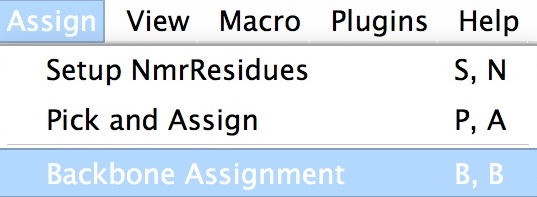 Assign View Macro Plugins Help
Setup NmrResidues S, N
Pick and Assign P, A
Backbone Assignment B, B